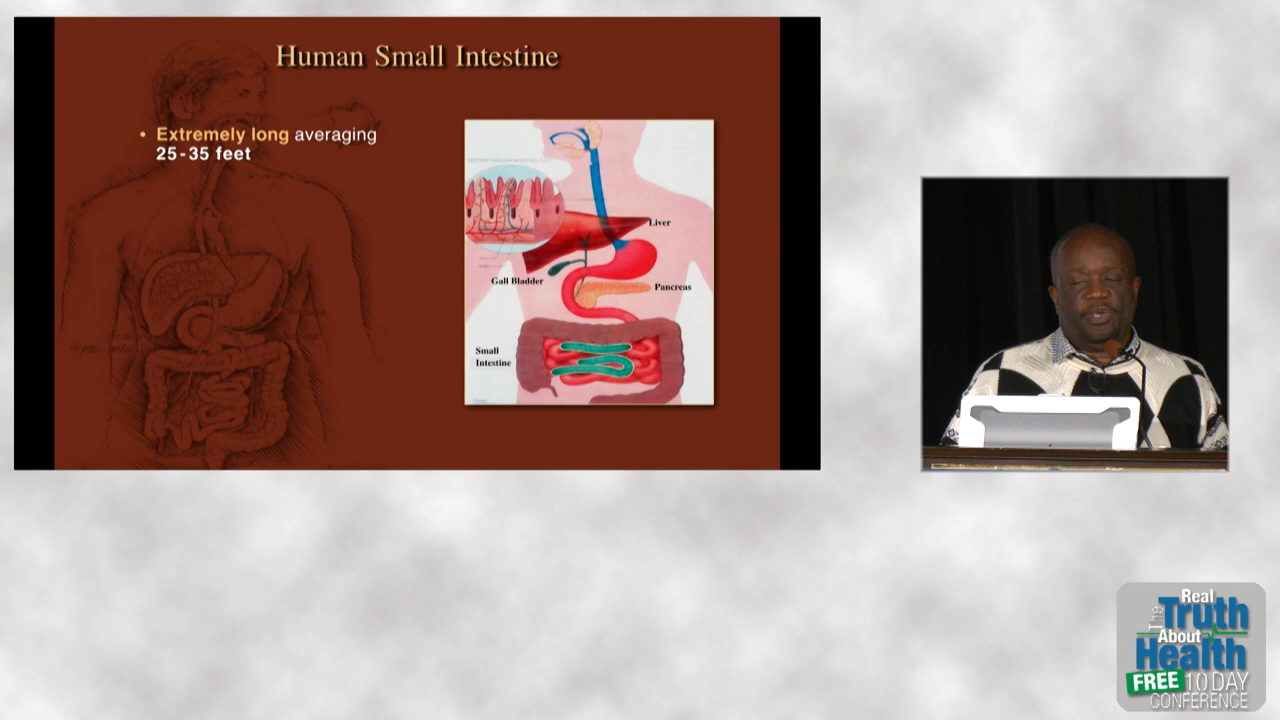 Human Small Intestine
• Extremely long averaging
25-35 feet
Liver
Gall Bladder
Pancreas
Small
Intestine
Real
The Truth
About
Health
FREE 10 DAY
CONFERENCE